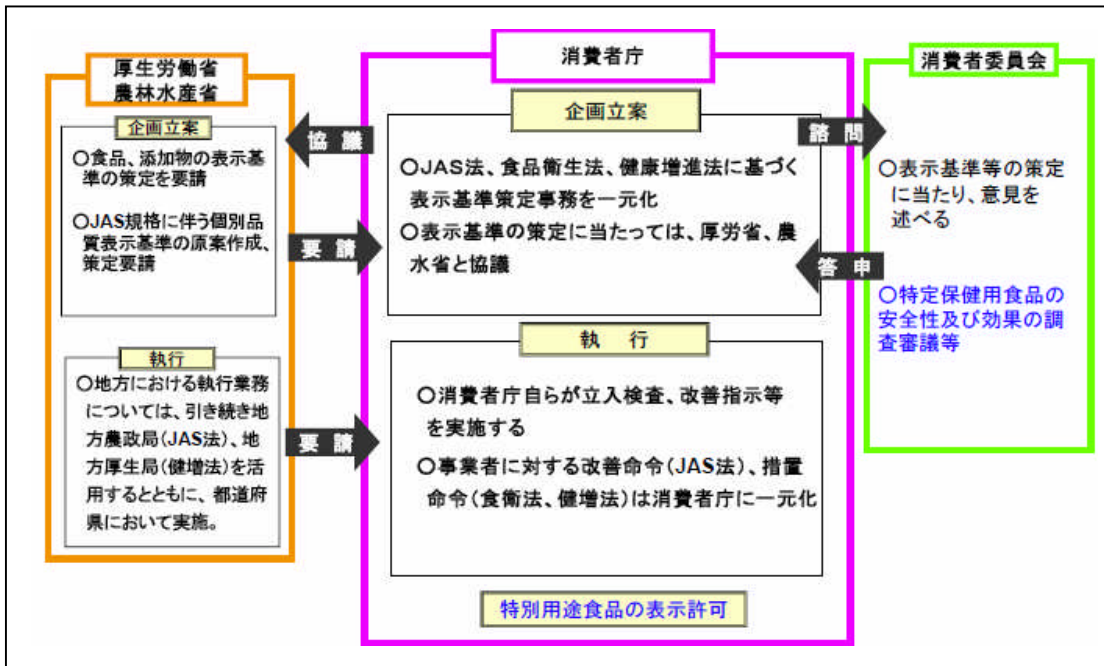 厚生労働省
農林水産省
企画立案
○食品、添加物の表示基
準の策定を要請
○JAS規格に伴う個別品
質表示基準の原案作成、
策定要請
執行
○地方における執行業務
については、引き続き地
方農政局(JAS法)、地
方厚生局(健増法)を活
用するとともに、都道府
県において実施。
協議
要請
要請
消費者庁
企画立案
○JAS法、食品衛生法、健康増進法に基づく
表示基準策定事務を一元化
○表示基準の策定に当たっては、厚労省、農
水省と協議
執 行
○消費者庁自らが立入検査、改善指示等
を実施する
○事業者に対する改善命令(JAS法)、措置
命令(食衛法、健増法)は消費者庁に一元化
特別用途食品の表示許可
諮問
答申
消費者委員会
○表示基準等の策定
に当たり、意見を
述べる
○特定保健用食品の
安全性及び効果の調
査審議等